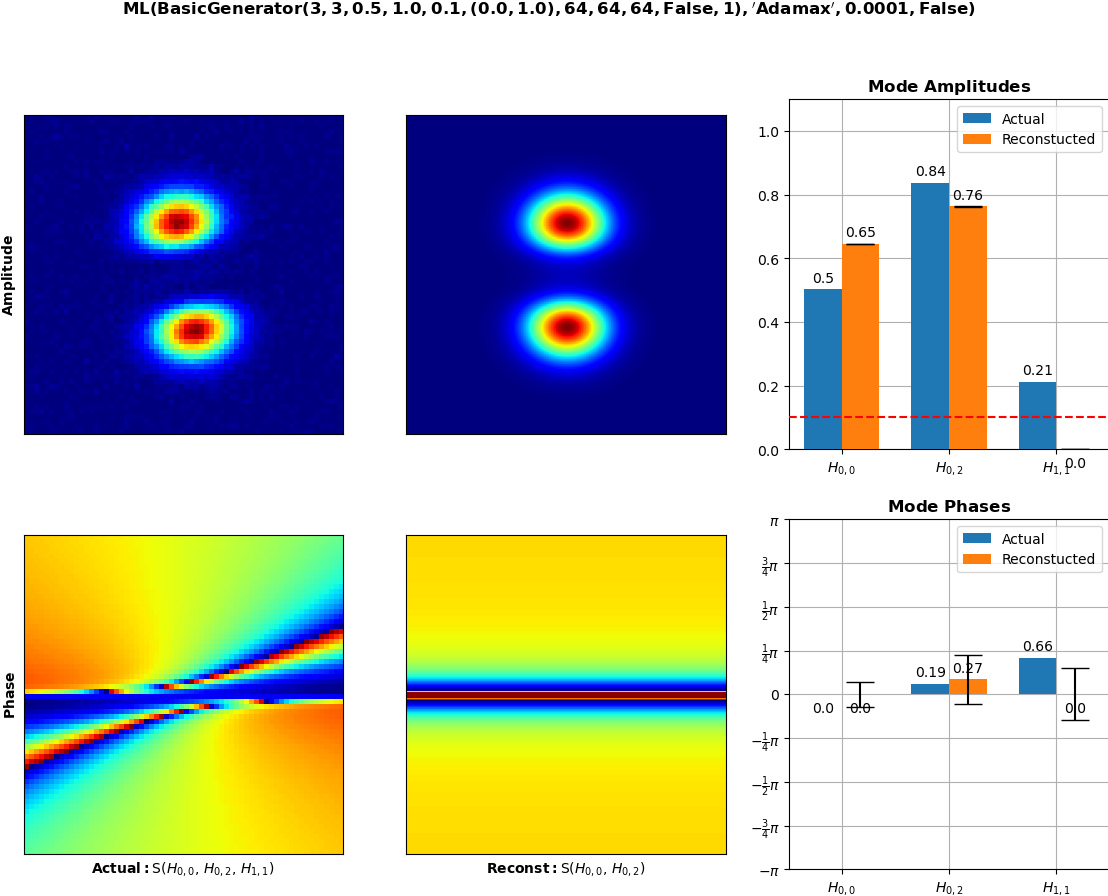 ML(BasicGenerator(3, 3, 0.5, 1.0, 0.1, (0.0, 1.0), 64, 64, 64, False, 1), ′Adamax′, 0.0001, False)
Mode Amplitudes
Amplitude
Actual
Reconstucted
1.0
0.8
0.6
0.4
0.2
0.0
0.5
0.65
0.84
0.76
0.21
0.0
H0,0
H0,2
H1,1
Mode Phases
Phase
Actual
Reconstucted
π
3/4π
1/2π
1/4π
0
−1/4π
−1/2π
−3/4π
−π
0.0
0.0
0.19
0.27
0.66
0.0
H0,0
H0,2
H1,1
Actual: S(H0,0, H0,2, H1,1)
Reconst: S(H0,0, H0,2)